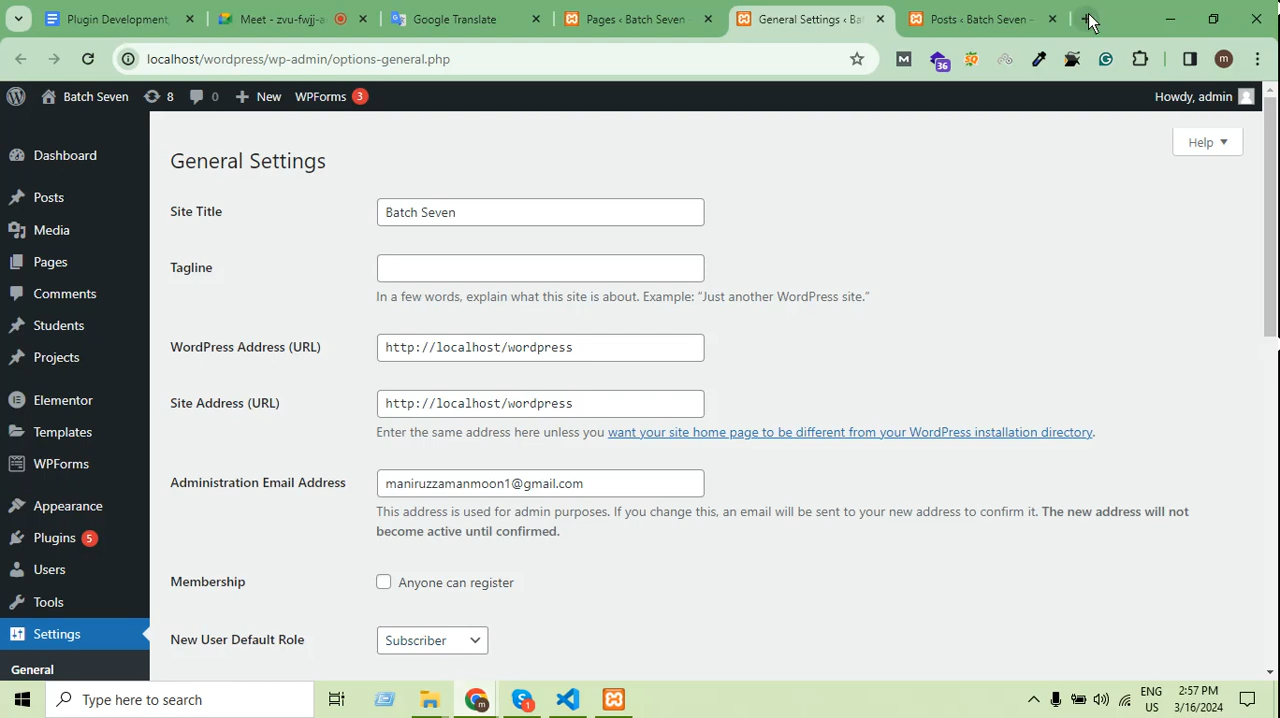 Plugin Development,
Meet - zvu-fwjj-a
Google Translate
Pages ‹ Batch Seven —
General Settings ‹ Ba
Posts ‹ Batch Seven —
localhost/wordpress/wp-admin/options-general.php
36
m
Batch Seven
8
0
New
WPForms 3
Howdy, admin
Help
Dashboard
Posts
Media
Pages
Comments
Students
Projects
Elementor
Templates
WPForms
Appearance
Plugins 5
Users
Tools
Settings
General
General Settings
Site Title
Batch Seven
Tagline
In a few words, explain what this site is about. Example: “Just another WordPress site.”
WordPress Address (URL)
http://localhost/wordpress
Site Address (URL)
http://localhost/wordpress
Enter the same address here unless you want your site home page to be different from your WordPress installation directory.
Administration Email Address
maniruzzamanmoon1@gmail.com
This address is used for admin purposes. If you change this, an email will be sent to your new address to confirm it. The new address will not
become active until confirmed.
Membership
Anyone can register
New User Default Role
Subscriber
Type here to search
ENG
US
2:57 PM
3/16/2024